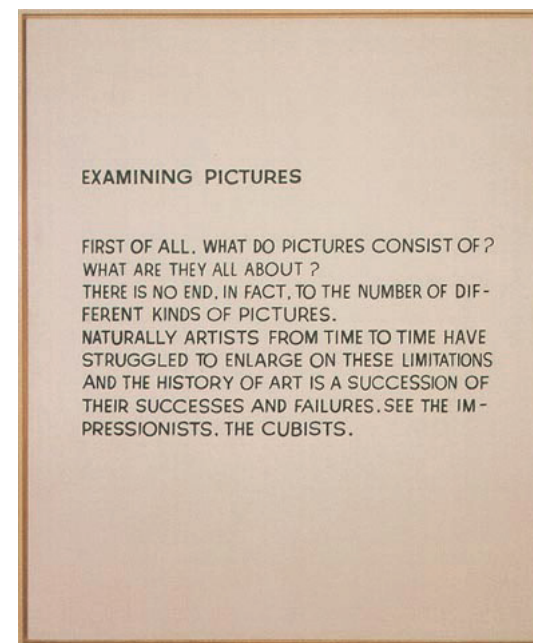 EXAMINING PICTURES
FIRST OF ALL. WHAT DO PICTURES CONSIST OF?
WHAT ARE THEY ALL ABOUT ?
THERE IS NO END, IN FACT, TO THE NUMBER OF DIF-
FERENT KINDS OF PICTURES.
NATURALLY ARTISTS FROM TIME TO TIME HAVE
STRUGGLED TO ENLARGE ON THESE LIMITATIONS
AND THE HISTORY OF ART IS A SUCCESSION OF
THEIR SUCCESSES AND FAILURES. SEE THE IM-
PRESSIONISTS. THE CUBISTS.